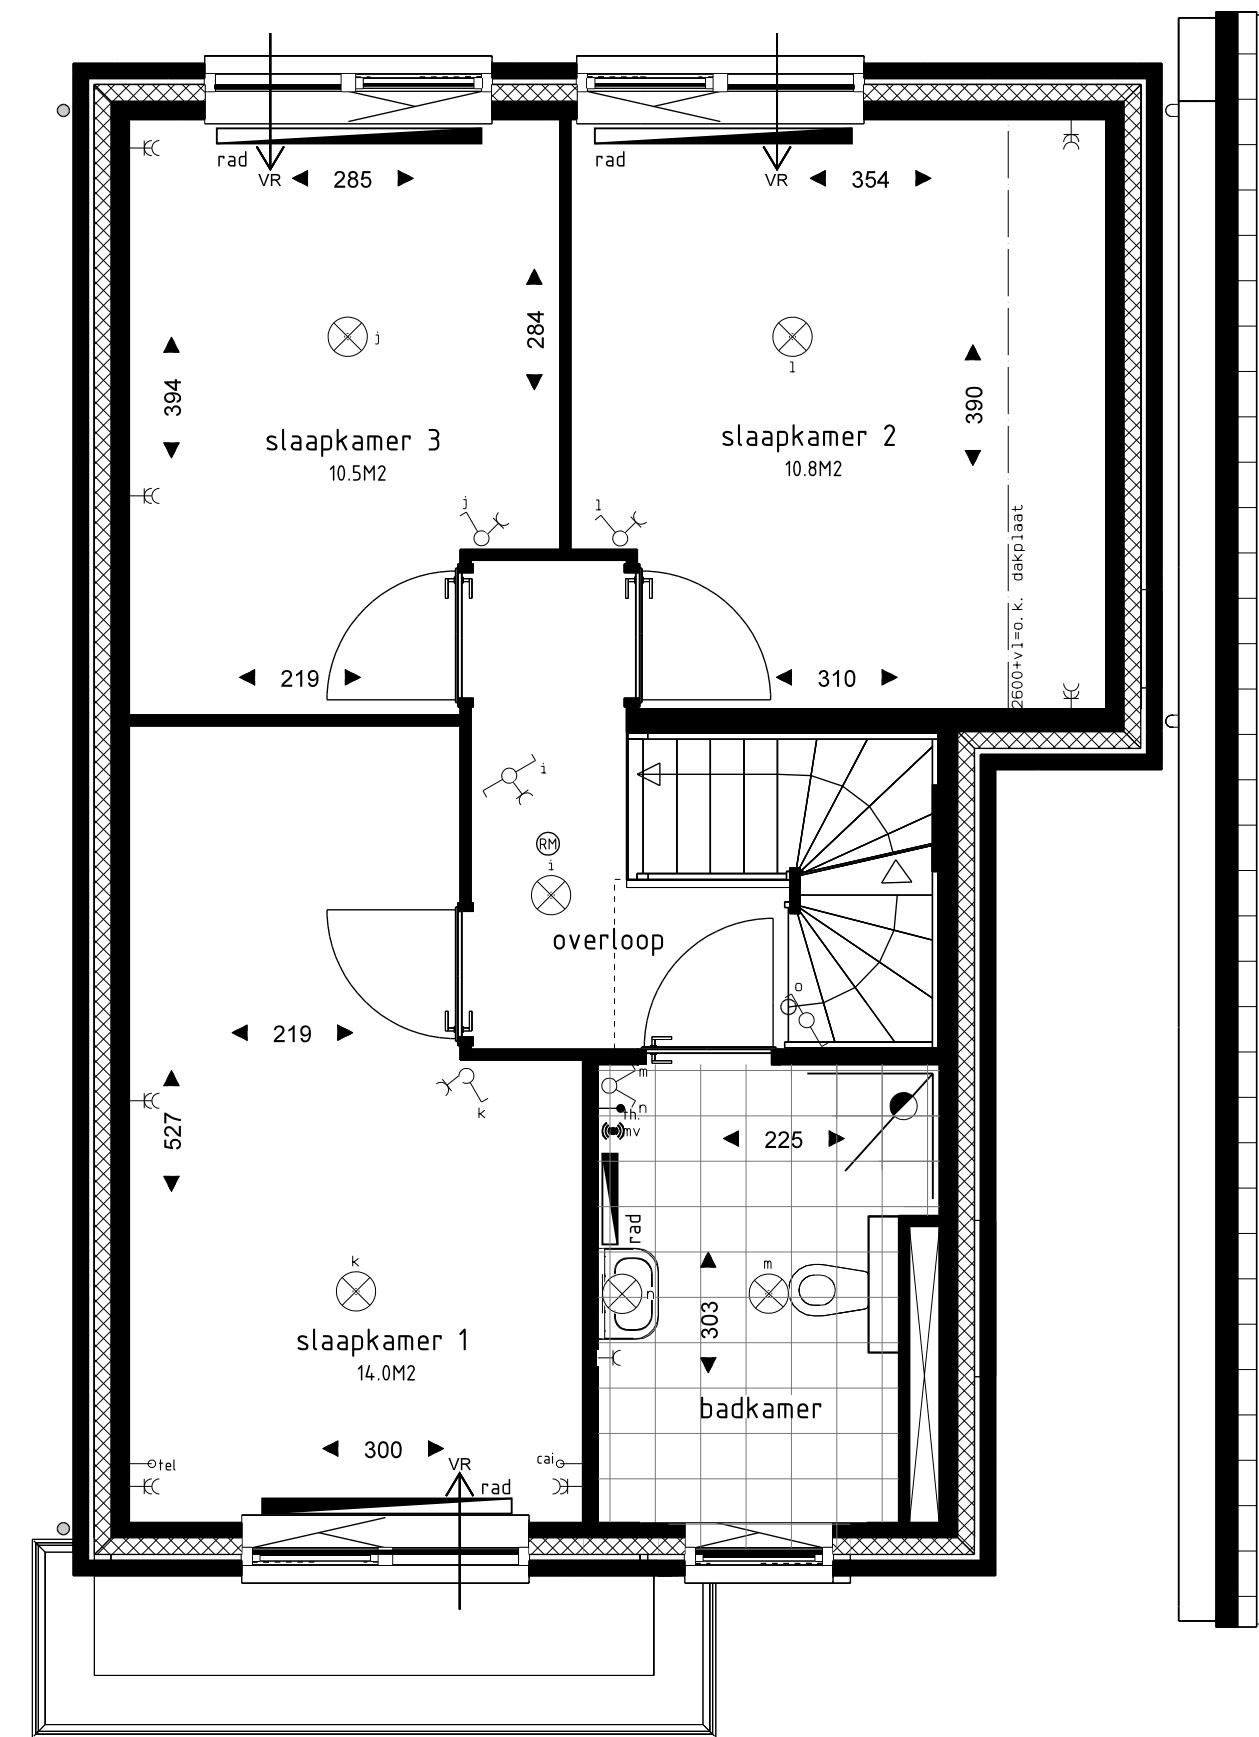 rad
VR
285
rad
VR
354
j
l
284
394
390
slaapkamer 3
10.5M2
slaapkamer 2
10.8M2
j
l
2600+vl=o.k. dakplaat
219
310
i
RM
i
overloop
o
219
k
527
m
n
th.
mv
225
rad
k
m
n
303
slaapkamer 1
14.0M2
badkamer
300
VR
cai
tel
rad